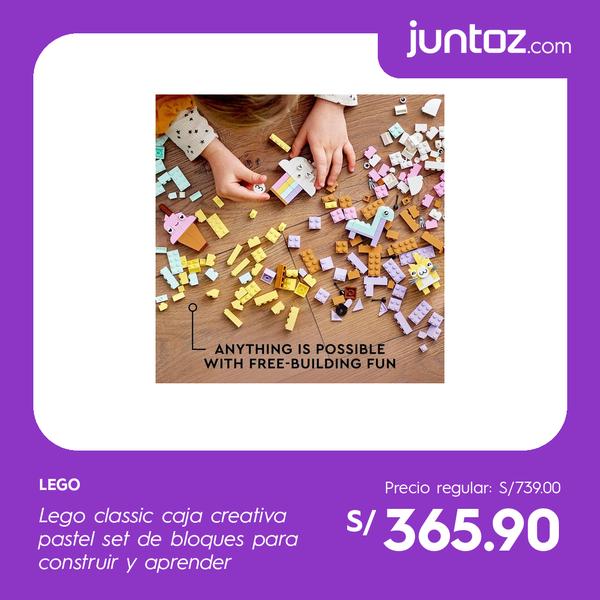 juntoz.com
ANYTHING IS POSSIBLE
WITH FREE-BUILDING FUN
LEGO
Lego classic caja creativa
pastel set de bloques para
construir y aprender
Precio regular: S/739.00
S/ 365.90